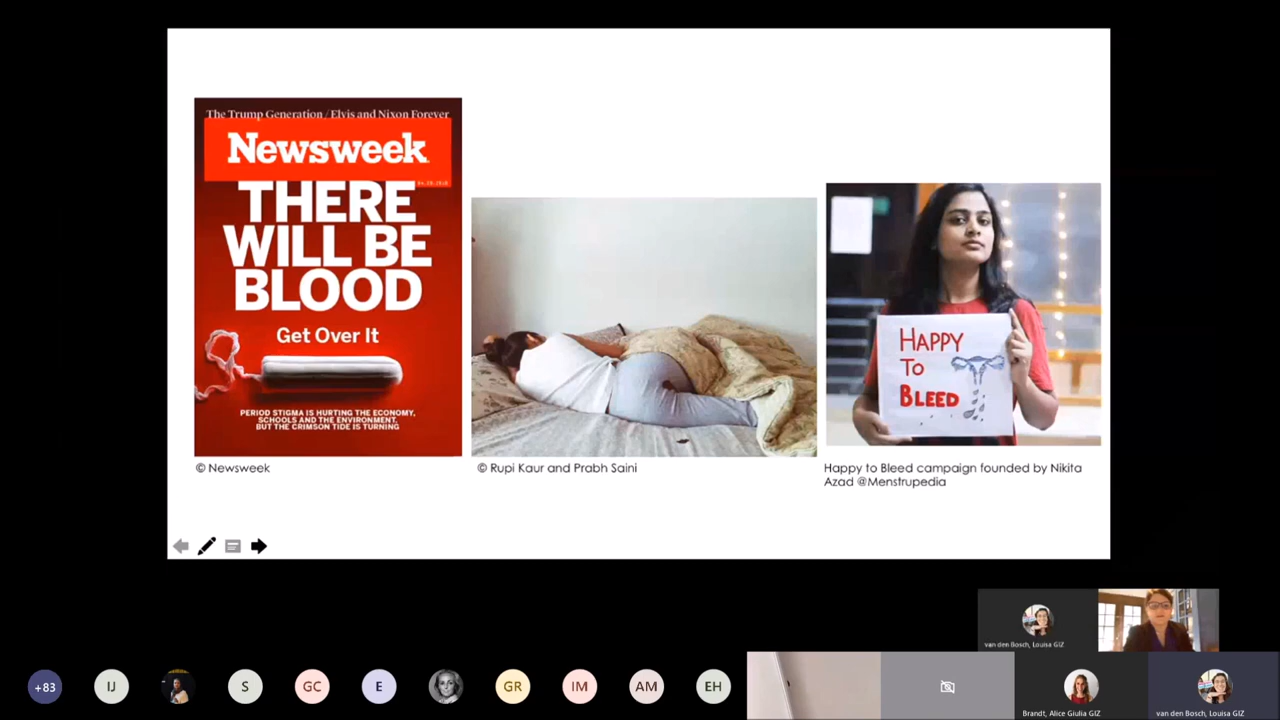 The Trump Generation / Elvis and Nixon Forever
Newsweek
THERE
WILL BE
BLOOD
Get Over It
PERIOD STIGMA IS HURTING THE ECONOMY,
SCHOOLS AND THE ENVIRONMENT.
BUT THE CRIMSON TIDE IS TURNING
© Newsweek
© Rupi Kaur and Prabh Saini
HAPPY
TO
BLEED
Happy to Bleed campaign founded by Nikita
Azad @Menstrupedia
van den Bosch, Louisa GIZ
+83
IJ
S
GC
E
GR
IM
AM
EH
Brandt, Alice Giulia GIZ
van den Bosch, Louisa GIZ